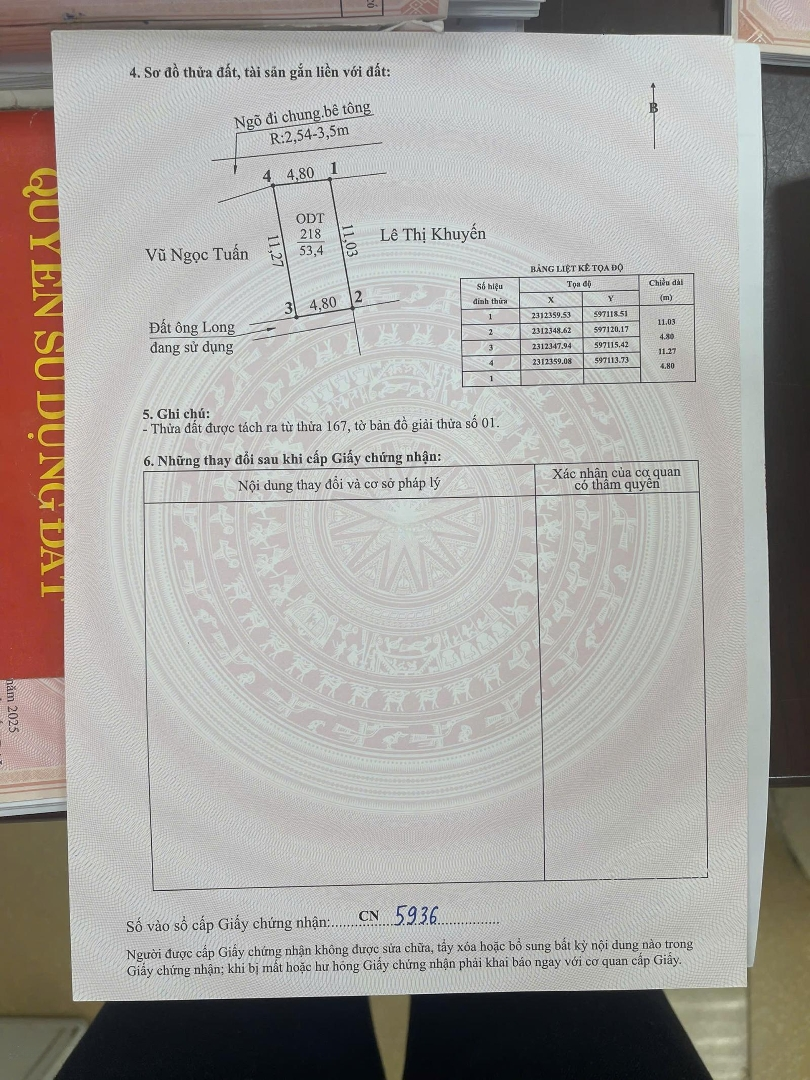 4. Sơ đồ thửa đất, tài sản gắn liền với đất:
Ngõ đi chung.bê tông
R:2,54-3,5m
B
4 4,80 1
ODT
218
53,4
11,27
11,03
Vũ Ngọc Tuấn
Lê Thị Khuyến
3 4,80 2
Đất ông Long
đang sử dụng
BẢNG LIỆT KÊ TỌA ĐỘ
Số hiệu đỉnh thửa Tọa độ Chiều dài (m)
X Y
1 2312359.53 597118.51
11.03
2 2312348.62 597120.17
4.80
3 2312347.94 597115.42
11.27
4 2312359.08 597113.73
4.80
1
5. Ghi chú:
- Thửa đất được tách ra từ thửa 167, tờ bản đồ giải thửa số 01.
6. Những thay đổi sau khi cấp Giấy chứng nhận:
Nội dung thay đổi và cơ sở pháp lý
Xác nhận của cơ quan
có thẩm quyền
Số vào sổ cấp Giấy chứng nhận:....... CN 5936 .......
Người được cấp Giấy chứng nhận không được sửa chữa, tẩy xóa hoặc bổ sung bất kỳ nội dung nào trong
Giấy chứng nhận; khi bị mất hoặc hư hỏng Giấy chứng nhận phải khai báo ngay với cơ quan cấp Giấy.
QUYỀN SỬ DỤNG ĐẤT
năm 2025